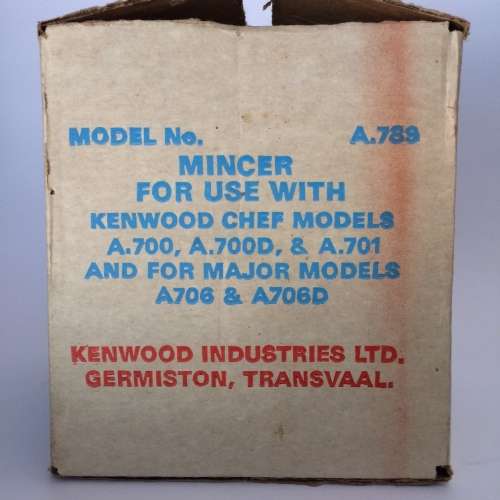 MODEL No. A.789
MINCER
FOR USE WITH
KENWOOD CHEF MODELS
A.700, A.700D, & A.701
AND FOR MAJOR MODELS
A706 & A706D
KENWOOD INDUSTRIES LTD.
GERMISTON, TRANSVAAL.